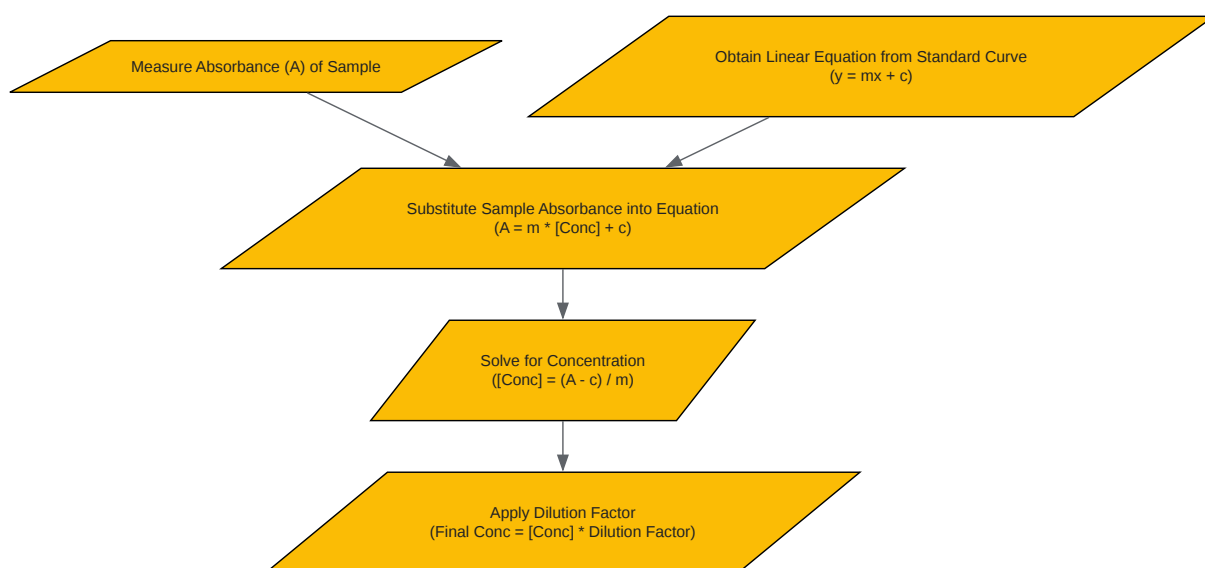 Measure Absorbance (A) of Sample
Obtain Linear Equation from Standard Curve
(y = mx + c)
Substitute Sample Absorbance into Equation
(A = m * [Conc] + c)
Solve for Concentration
([Conc] = (A - c) / m)
Apply Dilution Factor
(Final Conc = [Conc] * Dilution Factor)